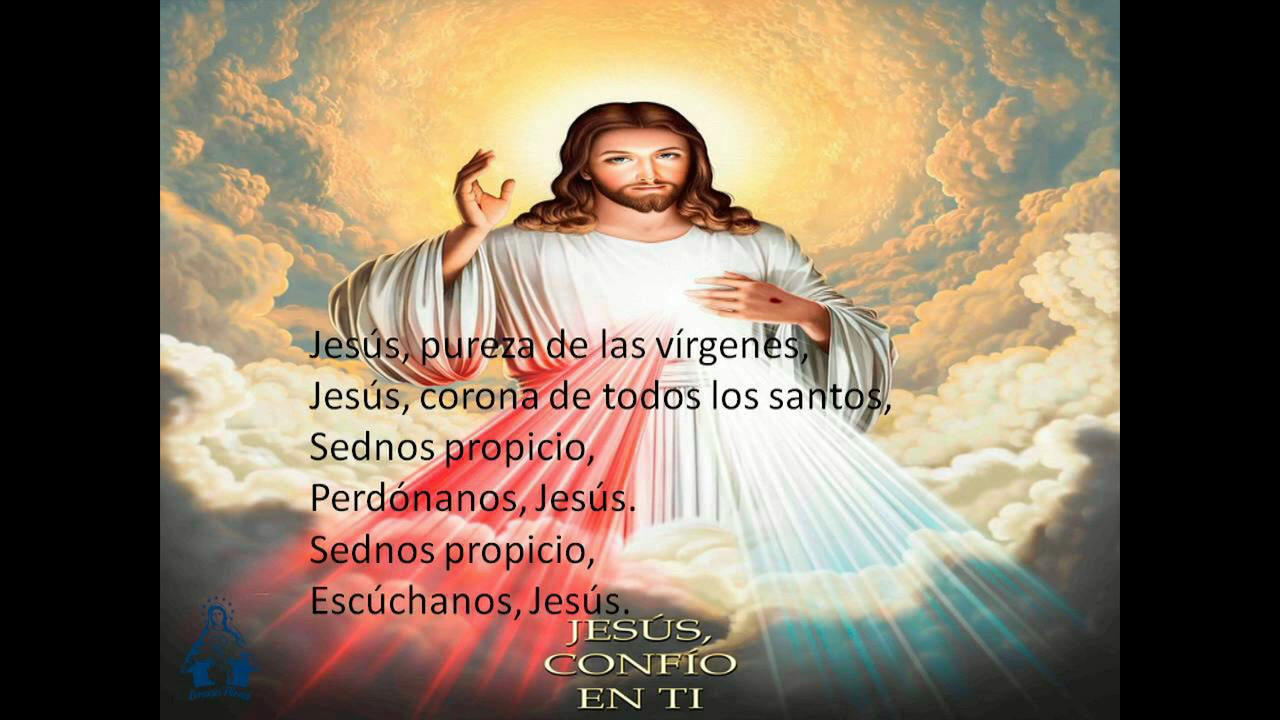 Jesús, pureza de las vírgenes,
Jesús, corona de todos los santos,
Sednos propicio,
Perdónanos, Jesús.
Sednos propicio,
Escúchanos, Jesús.
JESÚS,
CONFÍO
EN TI